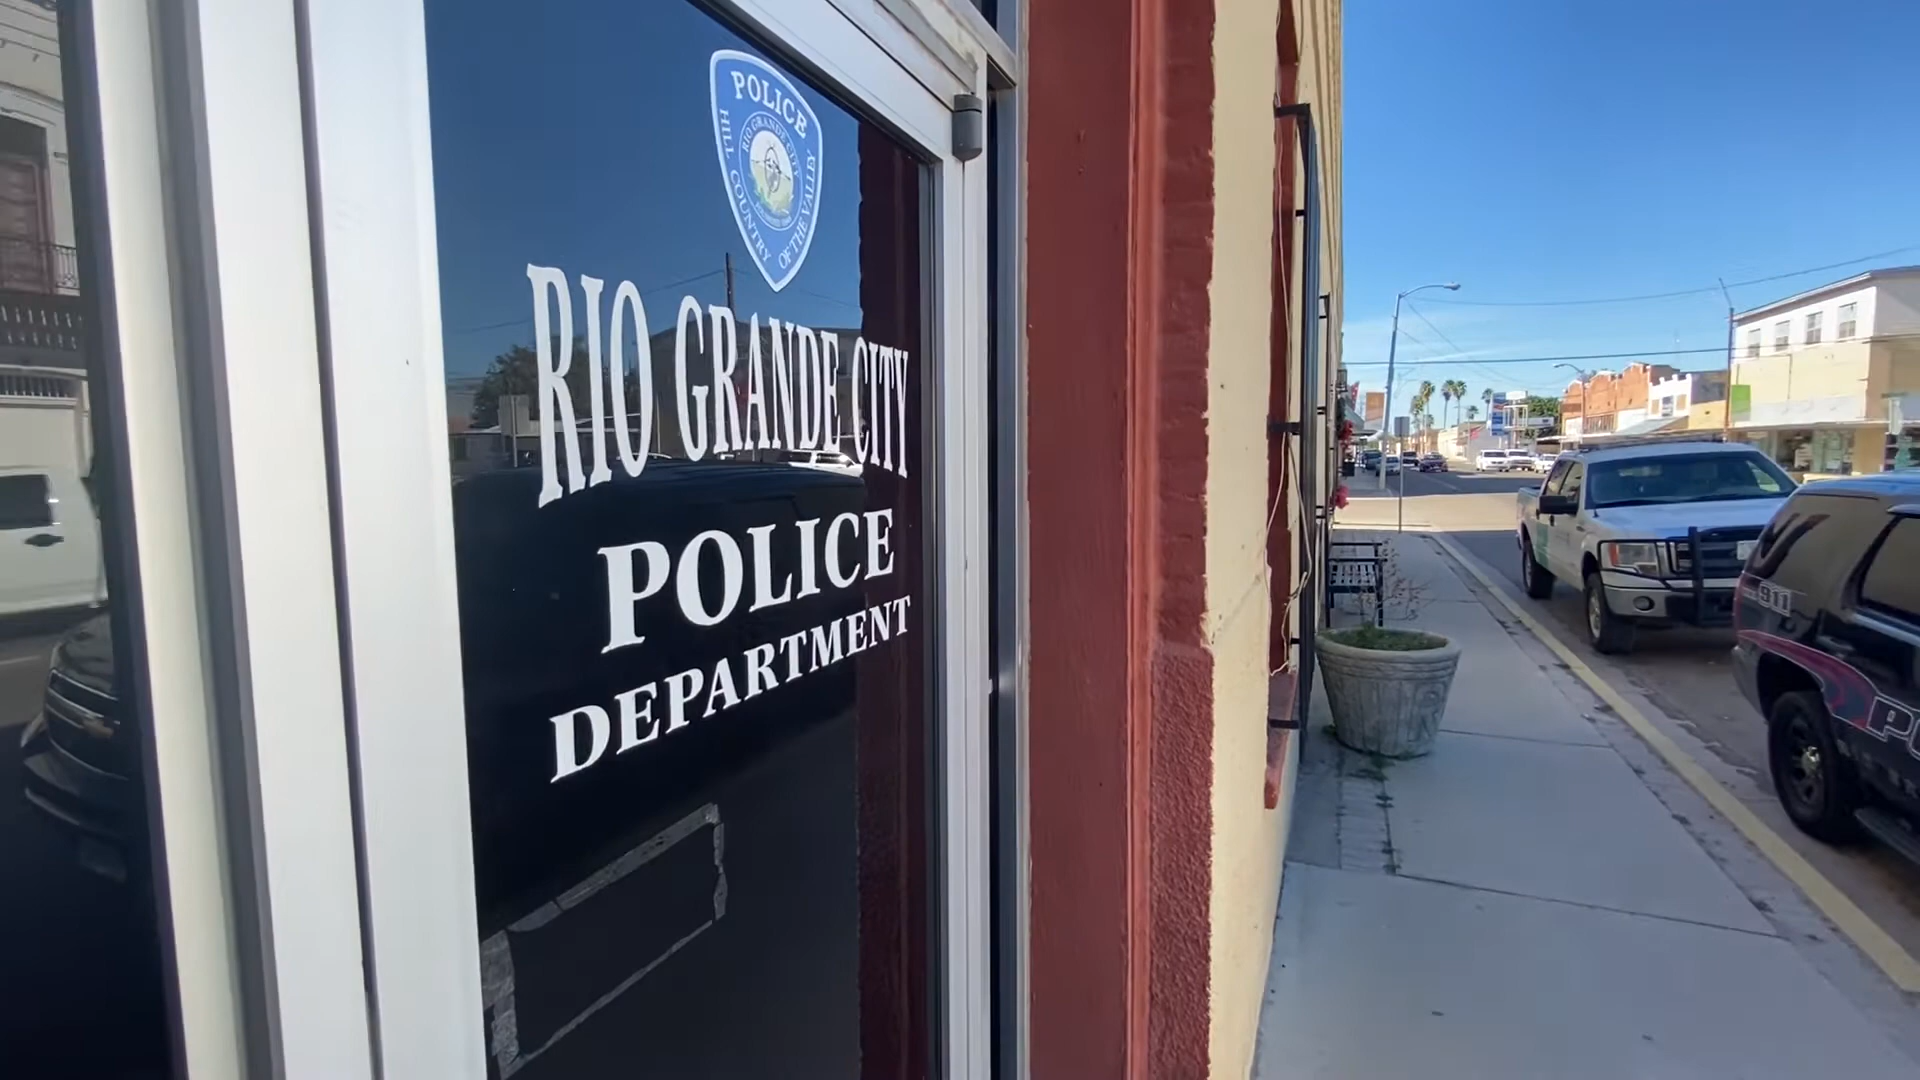 POLICE
RIO GRANDE CITY
HILL COUNTRY OF THE VALLEY
RIO GRANDE CITY
POLICE
DEPARTMENT
911